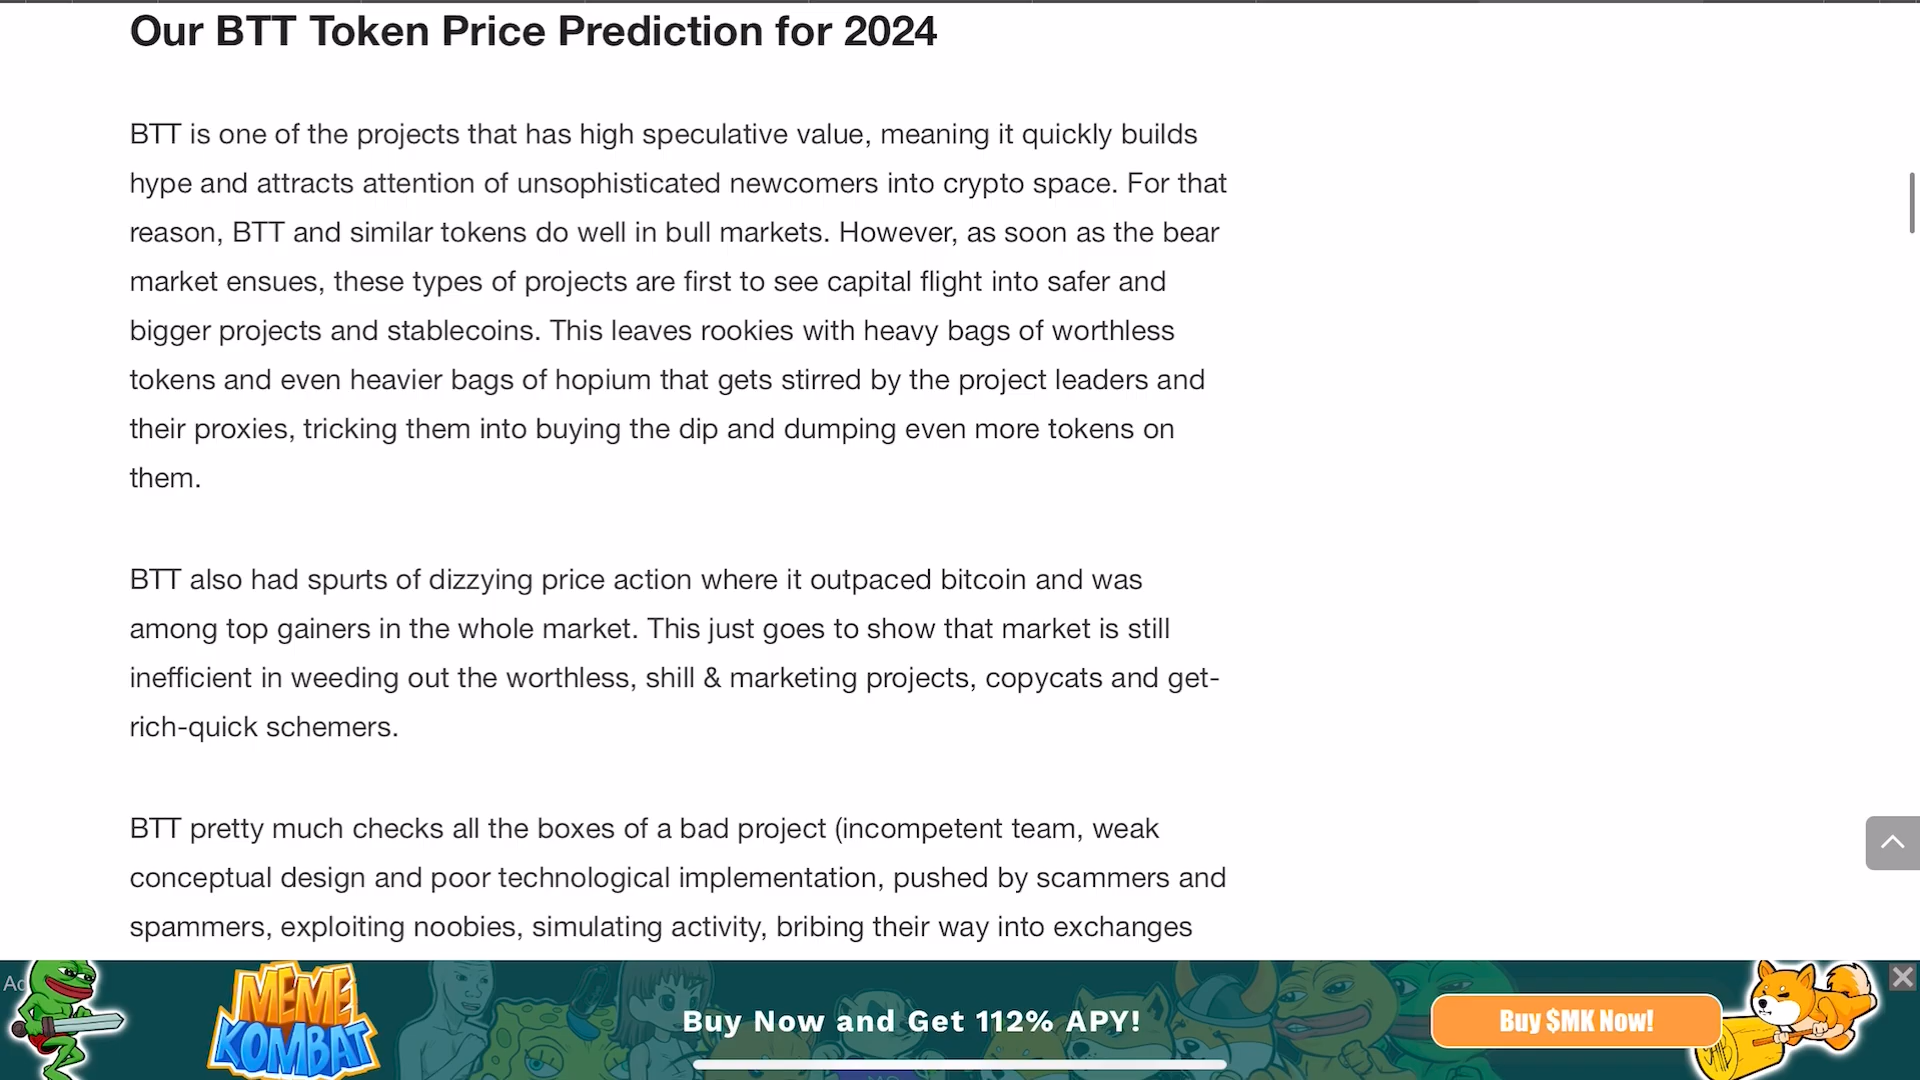 Our BTT Token Price Prediction for 2024
BTT is one of the projects that has high speculative value, meaning it quickly builds
hype and attracts attention of unsophisticated newcomers into crypto space. For that
reason, BTT and similar tokens do well in bull markets. However, as soon as the bear
market ensues, these types of projects are first to see capital flight into safer and
bigger projects and stablecoins. This leaves rookies with heavy bags of worthless
tokens and even heavier bags of hopium that gets stirred by the project leaders and
their proxies, tricking them into buying the dip and dumping even more tokens on
them.
BTT also had spurts of dizzying price action where it outpaced bitcoin and was
among top gainers in the whole market. This just goes to show that market is still
inefficient in weeding out the worthless, shill & marketing projects, copycats and get-
rich-quick schemers.
BTT pretty much checks all the boxes of a bad project (incompetent team, weak
conceptual design and poor technological implementation, pushed by scammers and
spammers, exploiting noobies, simulating activity, bribing their way into exchanges
MEME
KOMBAT
Buy Now and Get 112% APY!
Buy $MK Now!